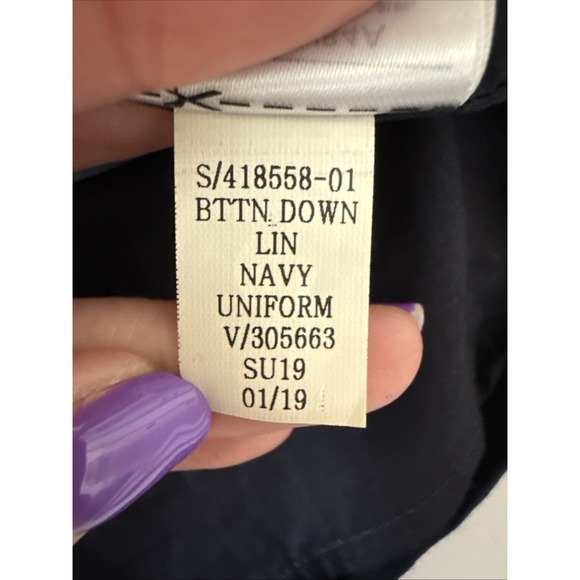 S/418558-01
BTTN DOWN
LIN
NAVY
UNIFORM
V/305663
SU19
01/19